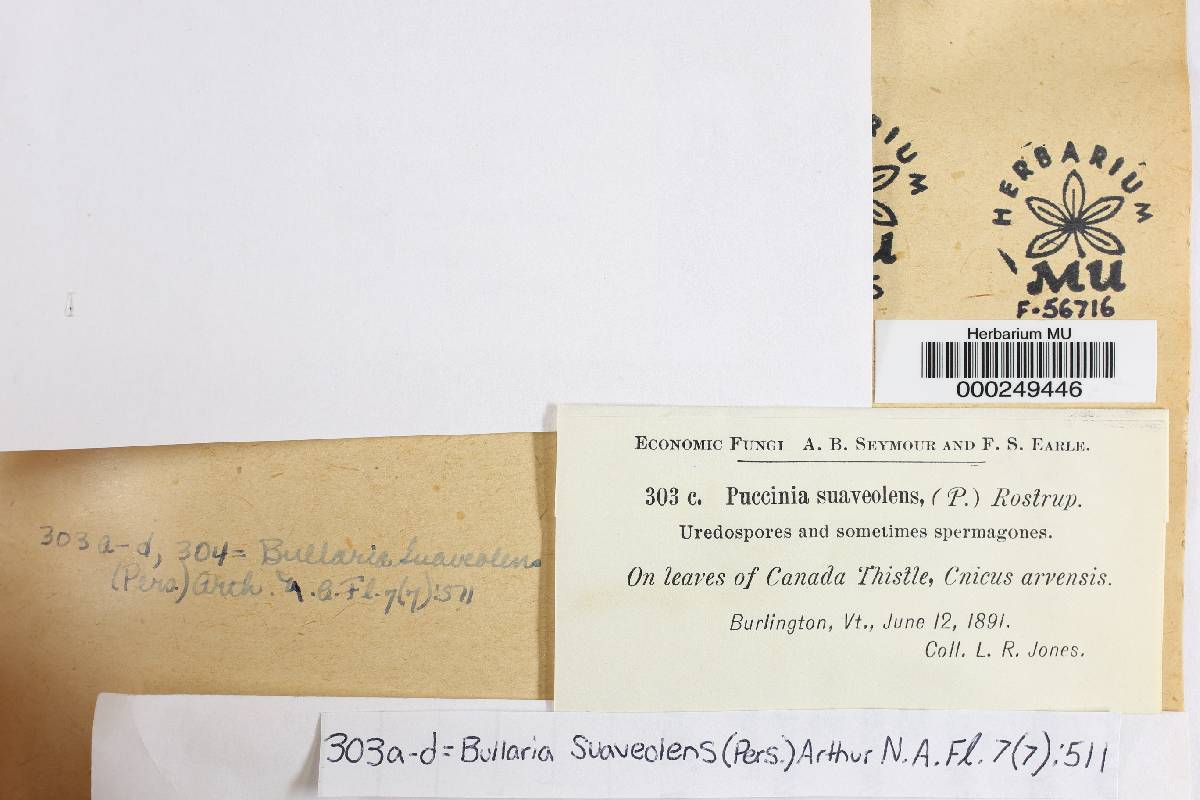 HERBARIUM
MU
F-56716
Herbarium MU
000249446
ECONOMIC FUNGI A. B. SEYMOUR AND F. S. EARLE.
303 c. Puccinia suaveolens, (P.) Rostrup.
Uredospores and sometimes spermagones.
On leaves of Canada Thistle, Cnicus arvensis.
Burlington, Vt., June 12, 1891.
Coll. L. R. Jones.
303 a-d, 304 = Bullaria Suaveolens
(Pers.) Arth. N. A. Fl. 7(7):511
303a-d = Bullaria Suaveolens (Pers.) Arthur N. A. Fl. 7(7):511